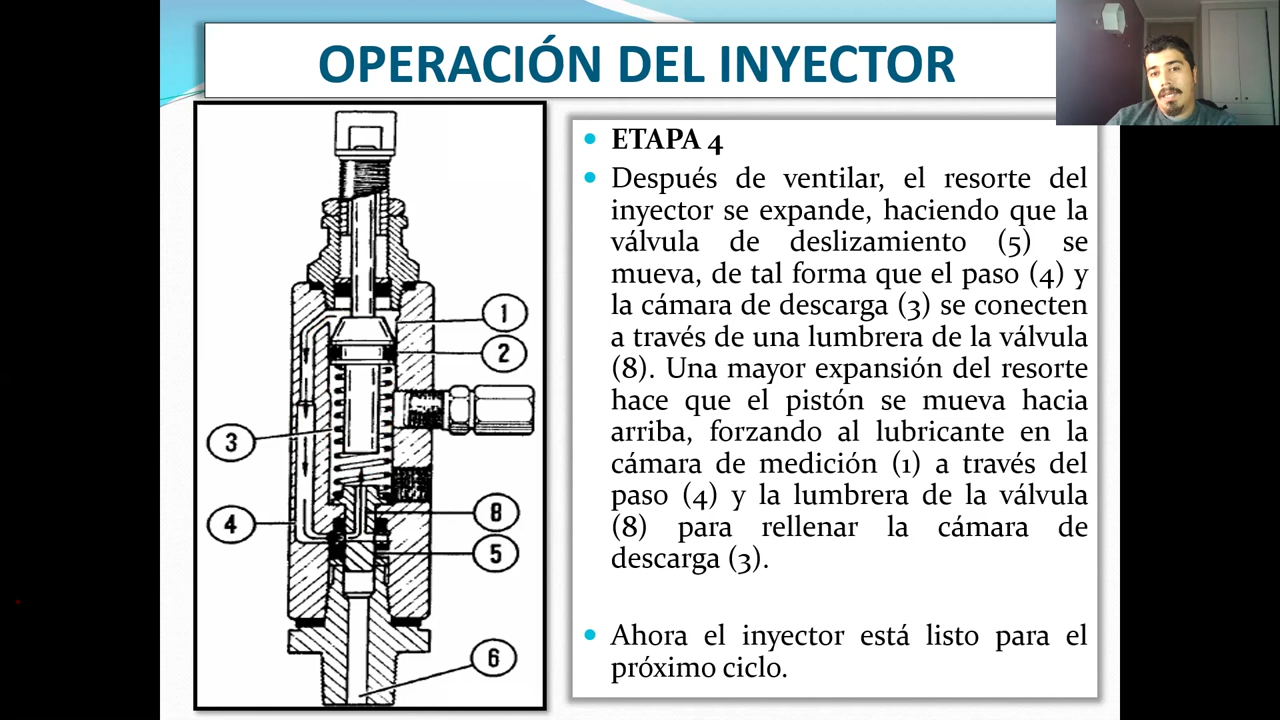 OPERACIÓN DEL INYECTOR
1
2
3
4
8
5
6
• ETAPA 4
• Después de ventilar, el resorte del
inyector se expande, haciendo que la
válvula de deslizamiento (5) se
mueva, de tal forma que el paso (4) y
la cámara de descarga (3) se conecten
a través de una lumbrera de la válvula
(8). Una mayor expansión del resorte
hace que el pistón se mueva hacia
arriba, forzando al lubricante en la
cámara de medición (1) a través del
paso (4) y la lumbrera de la válvula
(8) para rellenar la cámara de
descarga (3).
• Ahora el inyector está listo para el
próximo ciclo.